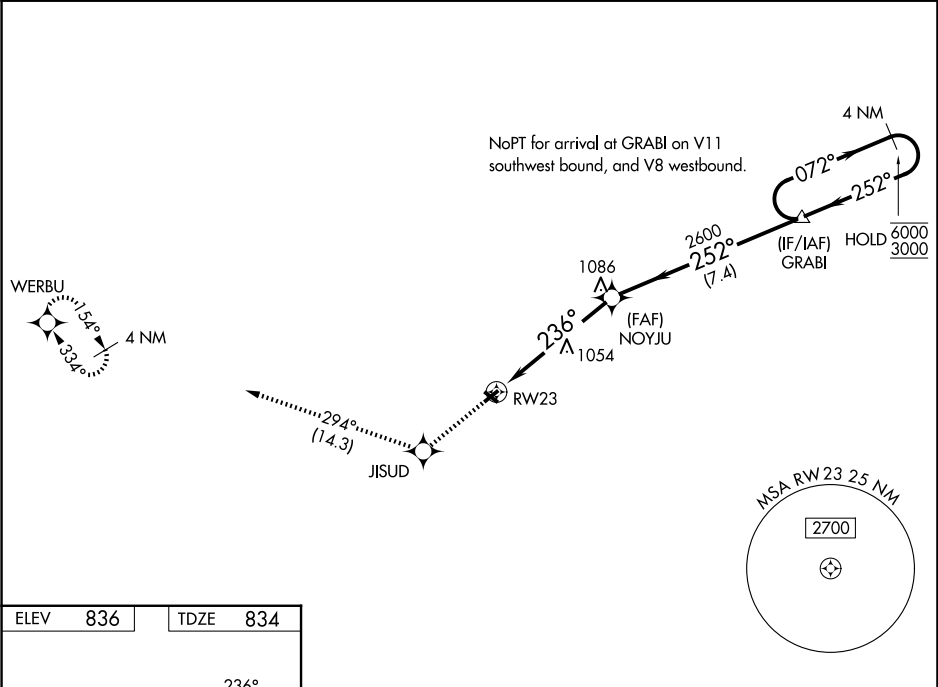 4 NM
NoPT for arrival at GRABI on V11
southwest bound, and V8 westbound.
072°
252°
HOLD 6000
3000
(IF/IAF)
GRABI
2600
252°
(7.4)
1086
(FAF)
NOYJU
236°
1054
WERBU
154°
4 NM
334°
RW23
294°
(14.3)
JISUD
MSA RW 23 25 NM
2700
ELEV 836
TDZE 834
236°